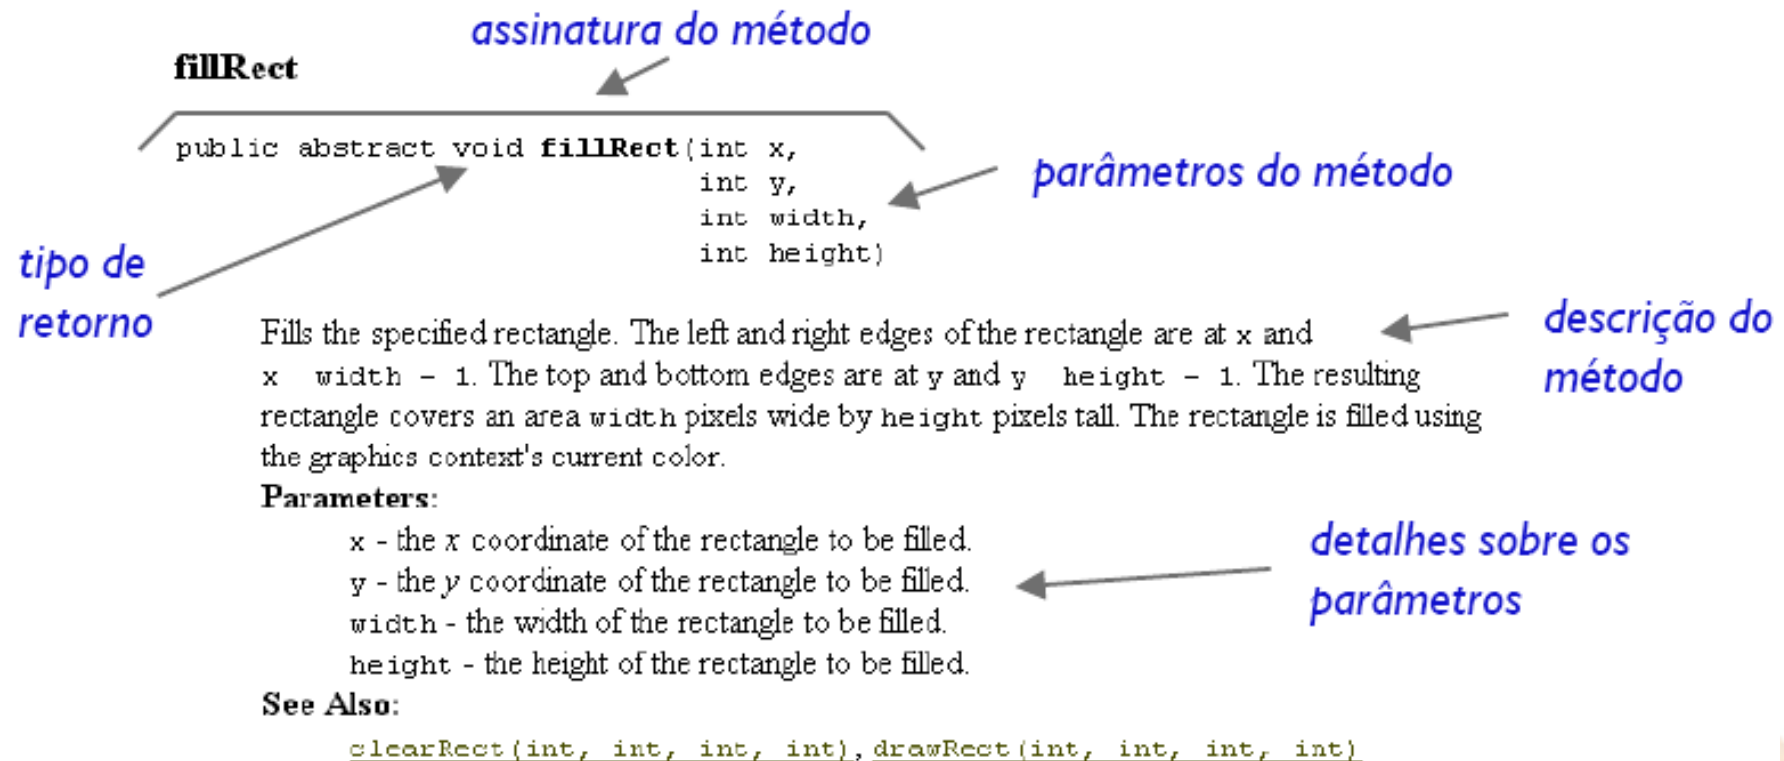 assinatura do método
fillRect
public abstract void fillRect(int x,
int y,
int width,
int height)
parâmetros do método
tipo de
retorno
Fills the specified rectangle. The left and right edges of the rectangle are at x and
x   width - 1. The top and bottom edges are at y and y   height - 1. The resulting
rectangle covers an area width pixels wide by height pixels tall. The rectangle is filled using
the graphics context's current color.
descrição do
método
Parameters:
x - the x coordinate of the rectangle to be filled.
y - the y coordinate of the rectangle to be filled.
width - the width of the rectangle to be filled.
height - the height of the rectangle to be filled.
detalhes sobre os
parâmetros
See Also:
clearRect(int, int, int, int), drawRect(int, int, int, int)